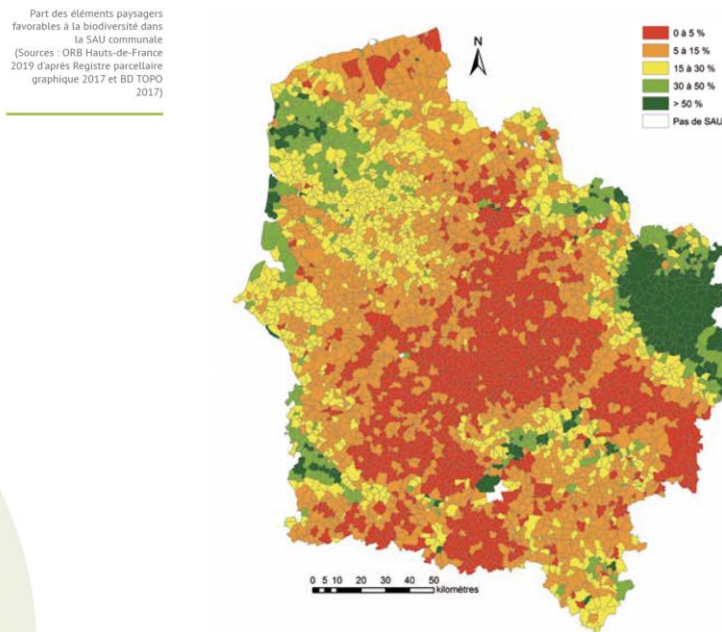 Part des éléments paysagers
favorables à la biodiversité dans
la SAU communale
(Sources : ORB Hauts-de-France
2019 d'après Registre parcellaire
graphique 2017 et BD TOPO
2017)
N
0 à 5 %
5 à 15 %
15 à 30 %
30 à 50 %
> 50 %
Pas de SAU
0 5 10 20 30 40 50
kilomètres